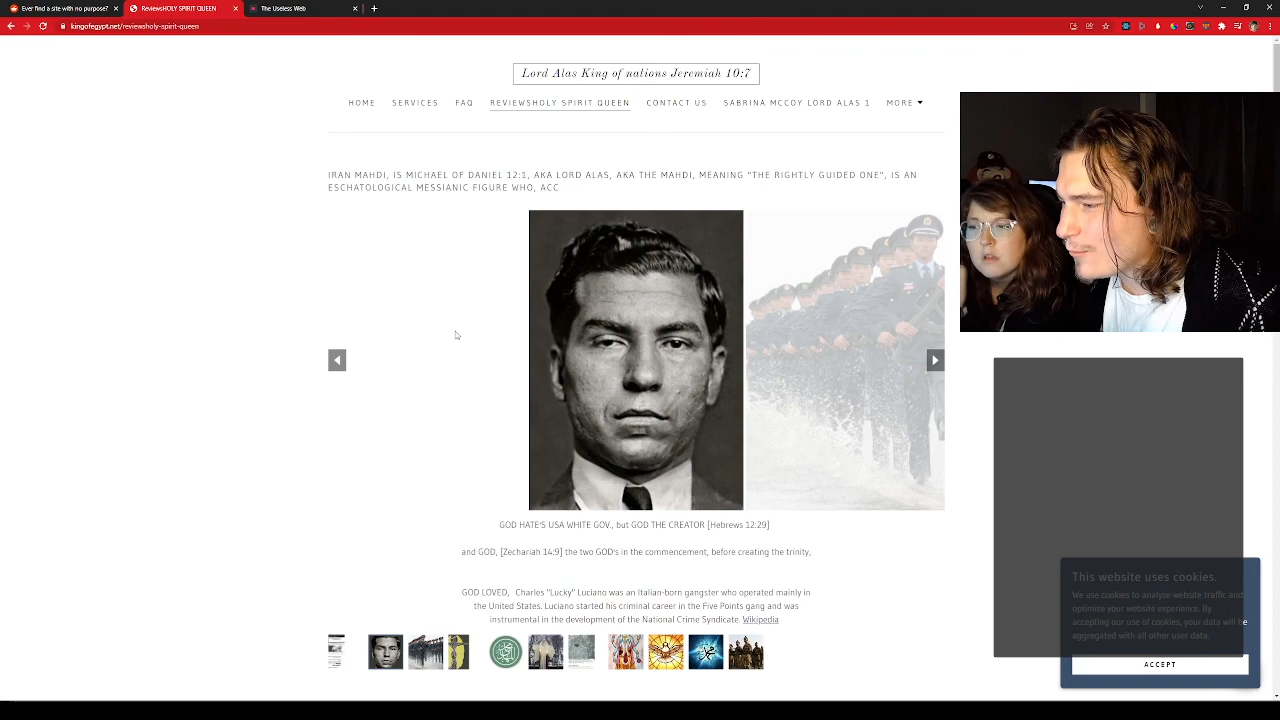 Ever find a site with no purpose?
ReviewsHOLY SPIRIT QUEEN
The Useless Web
kingofegypt.net/reviewsholy-spirit-queen
Lord Alas King of nations Jeremiah 10:7
HOME SERVICES FAQ REVIEWSHOLY SPIRIT QUEEN CONTACT US SABRINA MCCOY LORD ALAS 1 MORE
IRAN MAHDI, IS MICHAEL OF DANIEL 12:1, AKA LORD ALAS, AKA THE MAHDI, MEANING "THE RIGHTLY GUIDED ONE", IS AN
ESCHATOLOGICAL MESSIANIC FIGURE WHO, ACC
GOD HATE'S USA WHITE GOV., but GOD THE CREATOR [Hebrews 12:29]
and GOD, [Zechariah 14:9] the two GOD's in the commencement, before creating the trinity,
GOD LOVED, Charles "Lucky" Luciano was an Italian-born gangster who operated mainly in
the United States. Luciano started his criminal career in the Five Points gang and was
instrumental in the development of the National Crime Syndicate. Wikipedia
This website uses cookies.
We use cookies to analyze website traffic and
optimize your website experience. By
accepting our use of cookies, your data will be
aggregated with all other user data.
ACCEPT